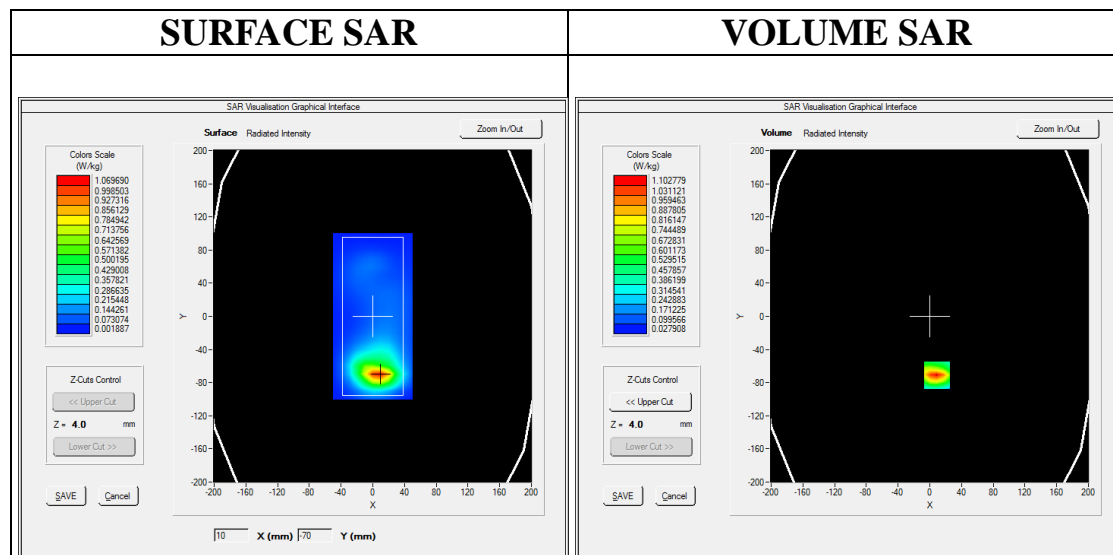 SURFACE SAR
VOLUME SAR
SAR Visualisation Graphical Interface
Surface Radiated Intensity
Zoom In/Out
Colors Scale
(W/kg)
1.069690
0.998503
0.927316
0.856129
0.784942
0.713756
0.642569
0.571382
0.500195
0.429008
0.357821
0.286635
0.215448
0.144261
0.073074
0.001887
200
160
120
80
40
0
-40
-80
-120
-160
-200
Y
-200 -160 -120 -80 -40 0 40 80 120 160 200
X
Z-Cuts Control
<< Upper Cut
Z = 4.0 mm
Lower Cut >>
SAVE Cancel
10 X (mm) -70 Y (mm)
SAR Visualisation Graphical Interface
Volume Radiated Intensity
Zoom In/Out
Colors Scale
(W/kg)
1.102779
1.031121
0.959463
0.887805
0.816147
0.744489
0.672831
0.601173
0.529515
0.457857
0.386199
0.314541
0.242883
0.171225
0.099566
0.027908
200
160
120
80
40
0
-40
-80
-120
-160
-200
Y
-200 -160 -120 -80 -40 0 40 80 120 160 200
X
Z-Cuts Control
<< Upper Cut
Z = 4.0 mm
Lower Cut >>
SAVE Cancel